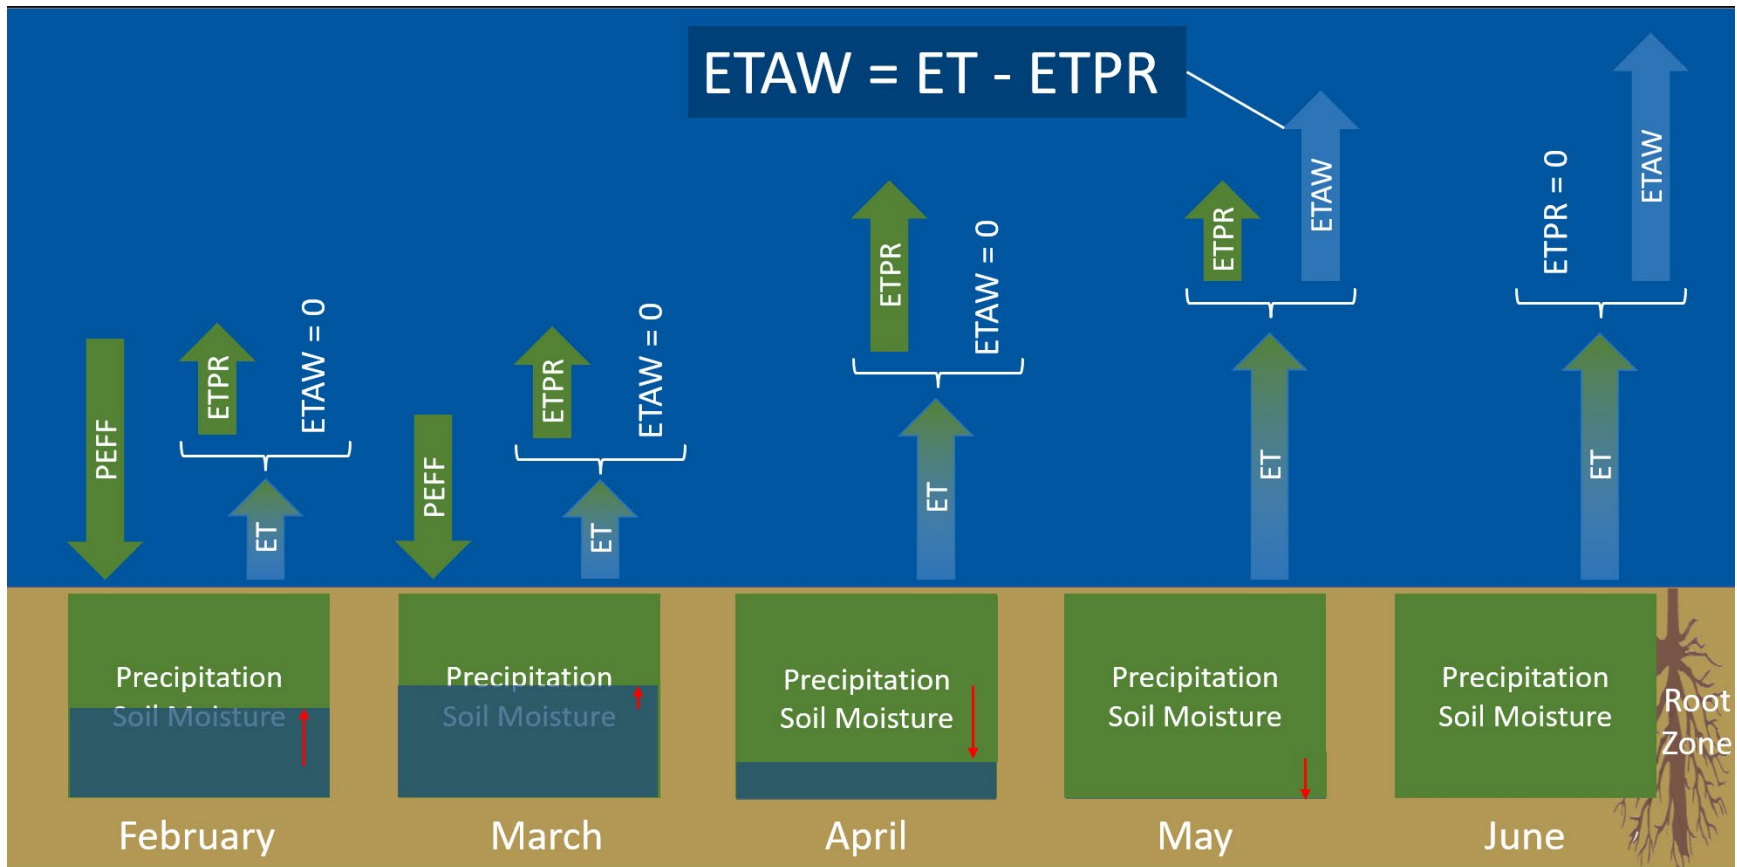 ETAW = ET - ETPR
PEFF
ETPR
ETAW = 0
ET
PEFF
ETPR
ETAW = 0
ET
ETPR
ETAW = 0
ET
ETPR
ETAW
ET
ETPR = 0
ETAW
ET
Precipitation
Soil Moisture
Precipitation
Soil Moisture
Precipitation
Soil Moisture
Precipitation
Soil Moisture
Precipitation
Soil Moisture
Root
Zone
February
March
April
May
June